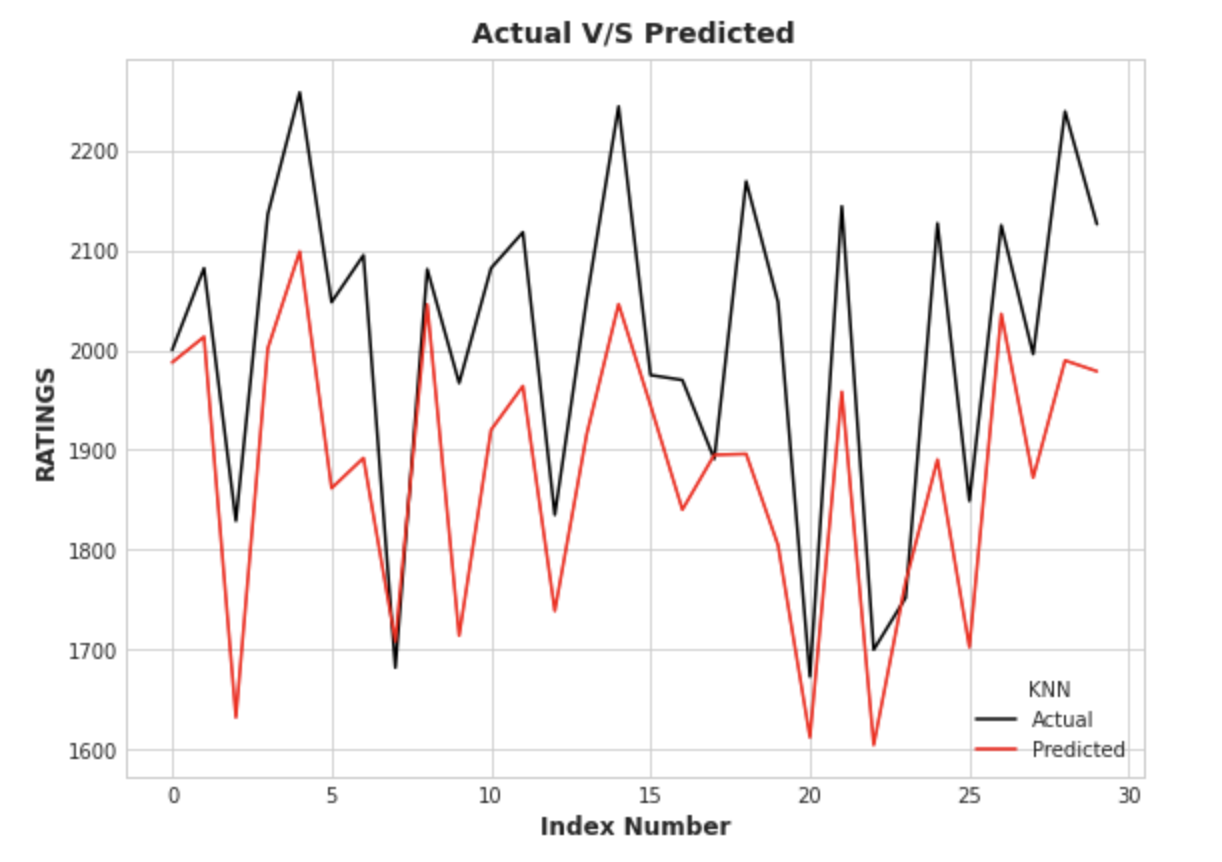 Actual V/S Predicted
RATINGS
2200
2100
2000
1900
1800
1700
1600
KNN
Actual
Predicted
0 5 10 15 20 25 30
Index Number